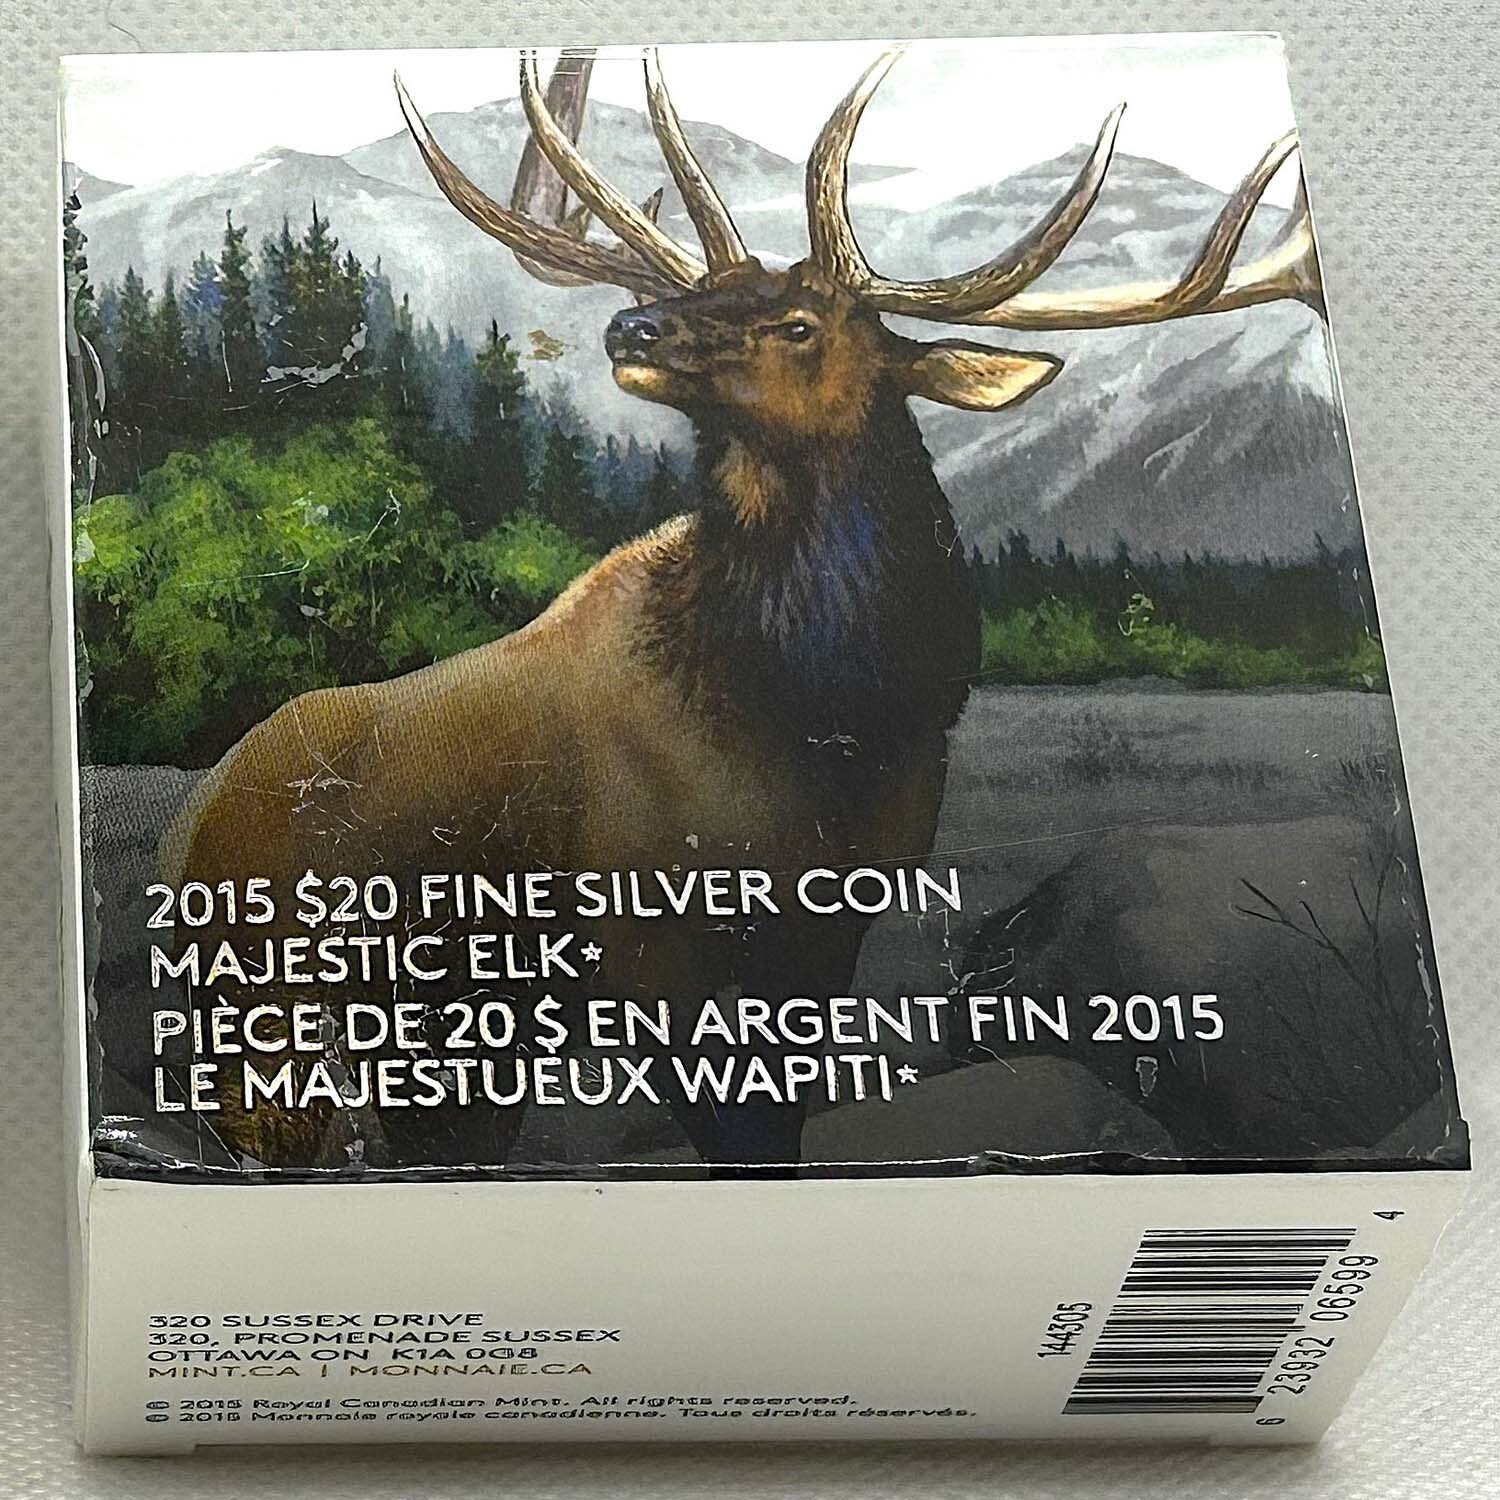 2015 $20 FINE SILVER COIN
MAJESTIC ELK*
PIÈCE DE 20 $ EN ARGENT FIN 2015
LE MAJESTUEUX WAPITI*
320 SUSSEX DRIVE
320, PROMENADE SUSSEX
OTTAWA ON K1A 0G8
MINT.CA | MONNAIE.CA
© 2015 Royal Canadian Mint. All rights reserved.
© 2015 Monnaie royale canadienne. Tous droits réservés.
144305
6 23932 06599 4